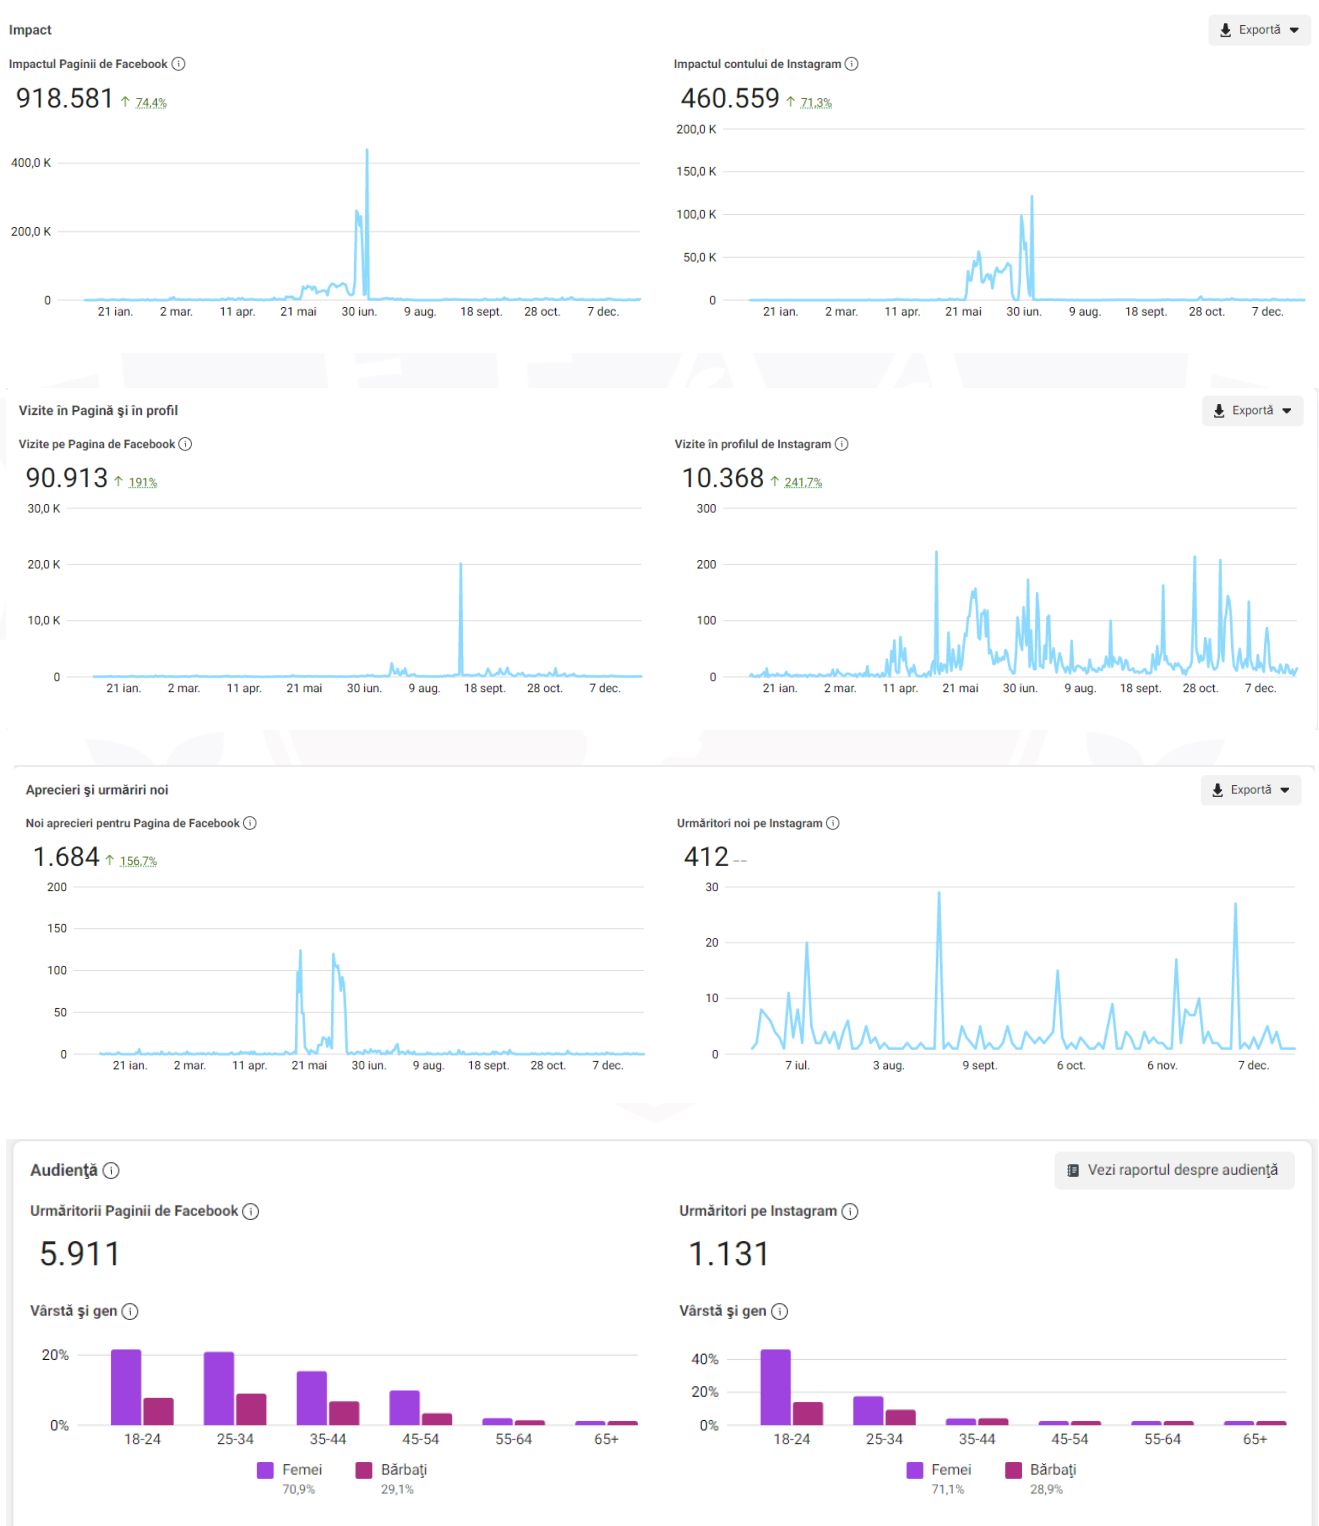 Impact
Exportă
Impactul Paginii de Facebook
918.581 ↑ 74,4%
400,0 K
200,0 K
0
21 ian. 2 mar. 11 apr. 21 mai 30 iun. 9 aug. 18 sept. 28 oct. 7 dec.
Impactul contului de Instagram
460.559 ↑ 71,3%
200,0 K
150,0 K
100,0 K
50,0 K
0
21 ian. 2 mar. 11 apr. 21 mai 30 iun. 9 aug. 18 sept. 28 oct. 7 dec.
Vizite în Pagină şi în profil
Exportă
Vizite pe Pagina de Facebook
90.913 ↑ 191%
30,0 K
20,0 K
10,0 K
0
21 ian. 2 mar. 11 apr. 21 mai 30 iun. 9 aug. 18 sept. 28 oct. 7 dec.
Vizite în profilul de Instagram
10.368 ↑ 241,7%
300
200
100
0
21 ian. 2 mar. 11 apr. 21 mai 30 iun. 9 aug. 18 sept. 28 oct. 7 dec.
Aprecieri şi urmăriri noi
Exportă
Noi aprecieri pentru Pagina de Facebook
1.684 ↑ 156,7%
200
150
100
50
0
21 ian. 2 mar. 11 apr. 21 mai 30 iun. 9 aug. 18 sept. 28 oct. 7 dec.
Urmăritori noi pe Instagram
412 --
30
20
10
0
7 iul. 3 aug. 9 sept. 6 oct. 6 nov. 7 dec.
Audienţă
Vezi raportul despre audienţă
Urmăritorii Paginii de Facebook
5.911
Vârstă şi gen
20%
0%
18-24 25-34 35-44 45-54 55-64 65+
Femei Bărbaţi
70,9% 29,1%
Urmăritori pe Instagram
1.131
Vârstă şi gen
40%
20%
0%
18-24 25-34 35-44 45-54 55-64 65+
Femei Bărbaţi
71,1% 28,9%